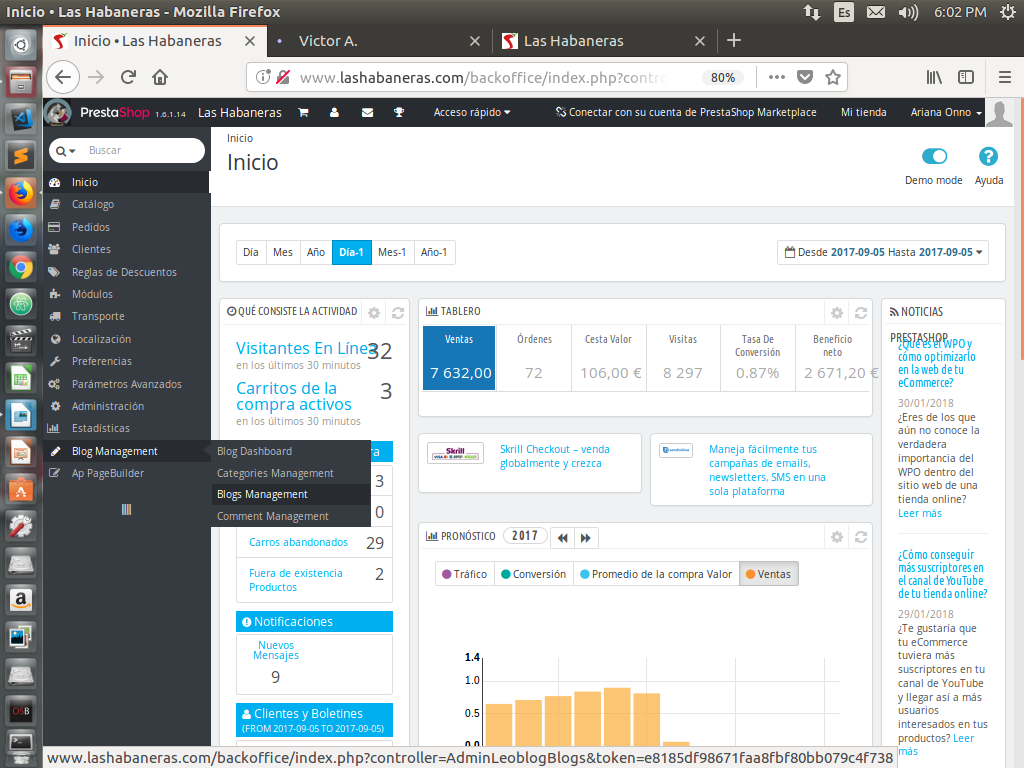 Inicio • Las Habaneras - Mozilla Firefox
Es
6:02 PM
Inicio • Las Habaneras
Victor A.
Las Habaneras
www.lashabaneras.com/backoffice/index.php?contro
80%
PrestaShop 1.6.1.14
Las Habaneras
Acceso rápido
Conectar con su cuenta de PrestaShop Marketplace
Mi tienda
Ariana Onno
Buscar
Inicio
Catálogo
Pedidos
Clientes
Reglas de Descuentos
Módulos
Transporte
Localización
Preferencias
Parámetros Avanzados
Administración
Estadísticas
Blog Management
Ap PageBuilder
Blog Dashboard
Categories Management
Blogs Management
Comment Management
Inicio
Inicio
Demo mode
Ayuda
Día
Mes
Año
Día-1
Mes-1
Año-1
Desde 2017-09-05 Hasta 2017-09-05
QUÉ CONSISTE LA ACTIVIDAD
Visitantes En Línea
32
en los últimos 30 minutos
Carritos de la
compra activos
3
en los últimos 30 minutos
ra
3
0
Carros abandonados
29
Fuera de existencia
Productos
2
Notificaciones
Nuevos
Mensajes
9
Clientes y Boletines
(FROM 2017-09-05 TO 2017-09-05)
TABLERO
Ventas
7 632,00
Órdenes
72
Cesta Valor
106,00 €
Visitas
8 297
Tasa De
Conversión
0.87%
Beneficio
neto
2 671,20 €
Skrill
VISA
Skrill Checkout – venda
globalmente y crezca
sendinblue
Maneja fácilmente tus
campañas de emails,
newsletters, SMS en una
sola plataforma
PRONÓSTICO
2017
Tráfico
Conversión
Promedio de la compra Valor
Ventas
1.4
1.0
0.5
0.0
NOTICIAS
PRESTASHOP
¿Qué es el WPO y
cómo optimizarlo
en la web de tu
eCommerce?
30/01/2018
¿Eres de los que
aún no conoce la
verdadera
importancia del
WPO dentro del
sitio web de una
tienda online?
Leer más
¿Cómo conseguir
más suscriptores en
el canal de YouTube
de tu tienda online?
29/01/2018
¿Te gustaría que
tu eCommerce
tuviera más
suscriptores en tu
canal de YouTube
y llegar así a más
usuarios
interesados en tus
productos? Leer
más
www.lashabaneras.com/backoffice/index.php?controller=AdminLeoblogBlogs&token=e8185df98671faa8fbf80bb079c4f738